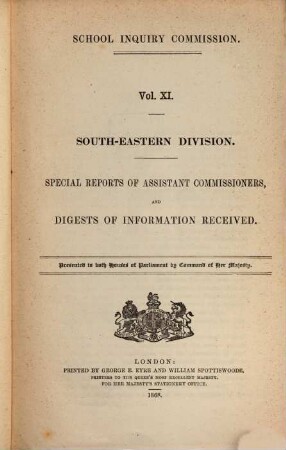 SCHOOL INQUIRY COMMISSION.
Vol. XI.
SOUTH-EASTERN DIVISION.
SPECIAL REPORTS OF ASSISTANT COMMISSIONERS,
AND
DIGESTS OF INFORMATION RECEIVED.
Presented to both Houses of Parliament by Command of Her Majesty.
LONDON:
PRINTED BY GEORGE E. EYRE AND WILLIAM SPOTTISWOODE,
PRINTERS TO THE QUEEN'S MOST EXCELLENT MAJESTY.
FOR HER MAJESTY'S STATIONERY OFFICE.
1868.